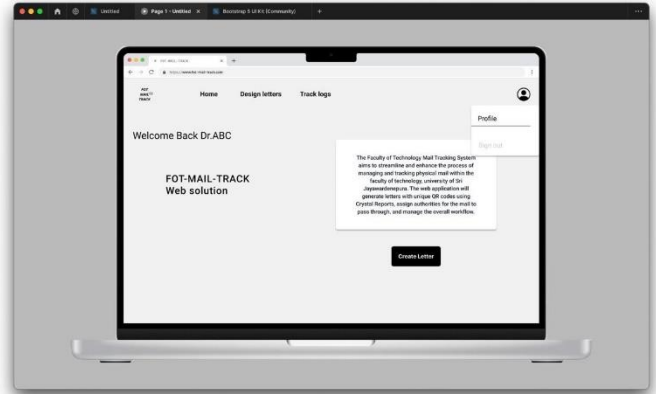 Untitled
Page 1 - Untitled
Bootstrap 5 UI Kit (Community)
FOT-MAIL-TRACK
FOT
MAIL
TRACK
Home Design letters Track logs
Profile
Sign out
Welcome Back Dr.ABC
FOT-MAIL-TRACK
Web solution
The Faculty of Technology Mail Tracking System
aims to streamline and enhance the process of
managing and tracking physical mail within the
faculty of technology, university of Sri
Jayewardenepura. The web application will
generate letters with unique QR codes using
Crystal Reports, assign authorities for the mail to
pass through, and manage the overall workflow.
Create Letter